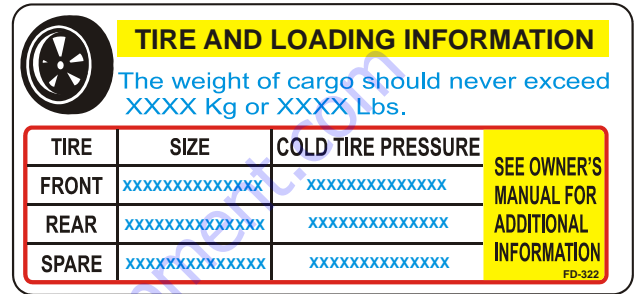 TIRE AND LOADING INFORMATION
The weight of cargo should never exceed
XXXX Kg or XXXX Lbs.
TIRE SIZE COLD TIRE PRESSURE
FRONT XXXXXXXXXXXXXX XXXXXXXXXXXXXX
REAR XXXXXXXXXXXXXX XXXXXXXXXXXXXX
SPARE XXXXXXXXXXXXXX XXXXXXXXXXXXXX
SEE OWNER'S
MANUAL FOR
ADDITIONAL
INFORMATION
FD-322